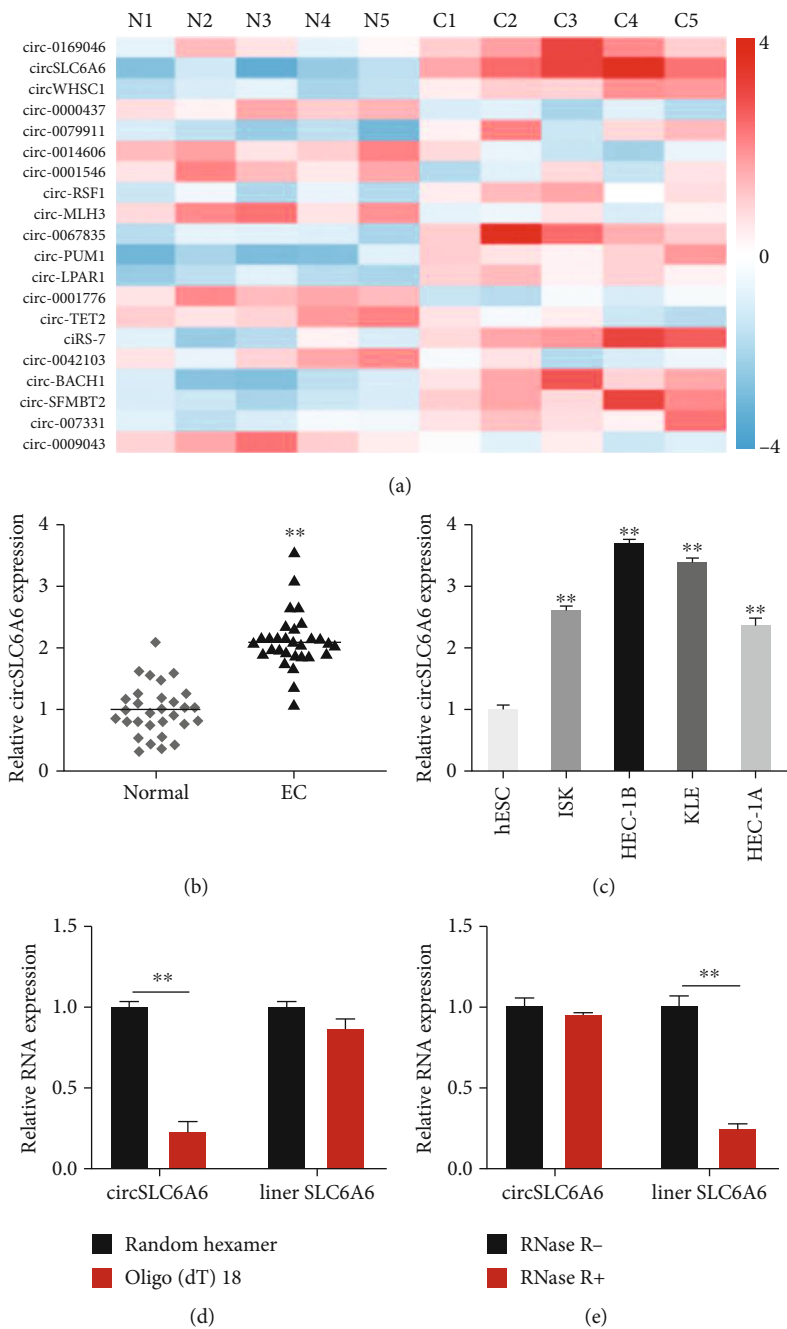 N1 N2 N3 N4 N5 C1 C2 C3 C4 C5
circ-0169046
circSLC6A6
circWHSC1
circ-0000437
circ-0079911
circ-0014606
circ-0001546
circ-RSF1
circ-MLH3
circ-0067835
circ-PUM1
circ-LPAR1
circ-0001776
circ-TET2
ciRS-7
circ-0042103
circ-BACH1
circ-SFMBT2
circ-007331
circ-0009043
4
0
−4
(a)
Relative circSLC6A6 expression
4
3
2
1
0
**
Normal EC
(b)
Relative circSLC6A6 expression
4
3
2
1
0
** ** ** **
hESC ISK HEC-1B KLE HEC-1A
(c)
Relative RNA expression
1.5
1.0
0.5
0.0
**
circSLC6A6 liner SLC6A6
Random hexamer
Oligo (dT) 18
(d)
Relative RNA expression
1.5
1.0
0.5
0.0
**
circSLC6A6 liner SLC6A6
RNase R−
RNase R+
(e)